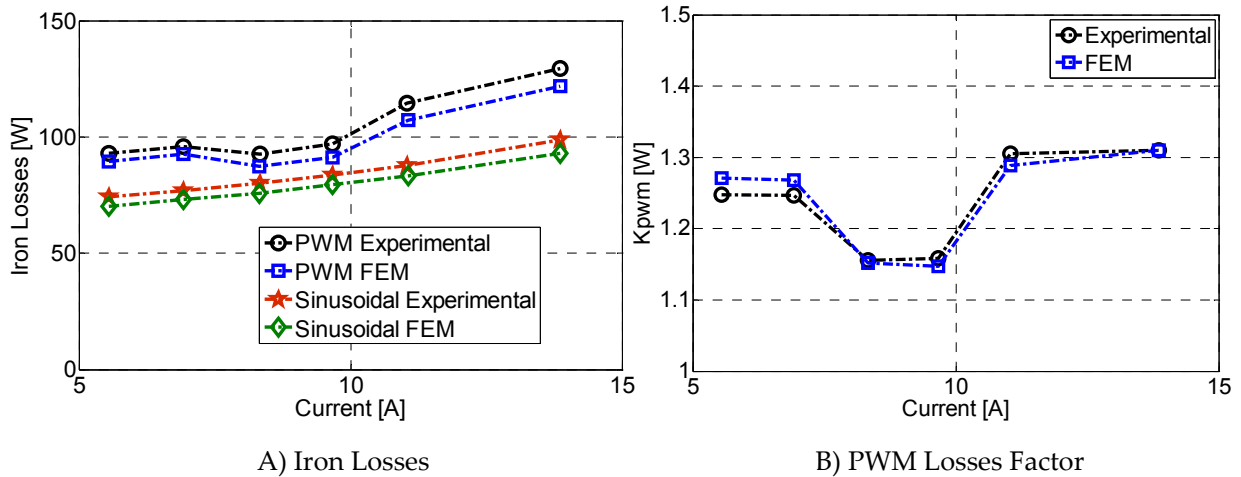 150
100
50
0
5
10
15
Iron Losses [W]
Current [A]
PWM Experimental
PWM FEM
Sinusoidal Experimental
Sinusoidal FEM
A) Iron Losses
1.5
1.4
1.3
1.2
1.1
1
5
10
15
Kpwm [W]
Current [A]
Experimental
FEM
B) PWM Losses Factor